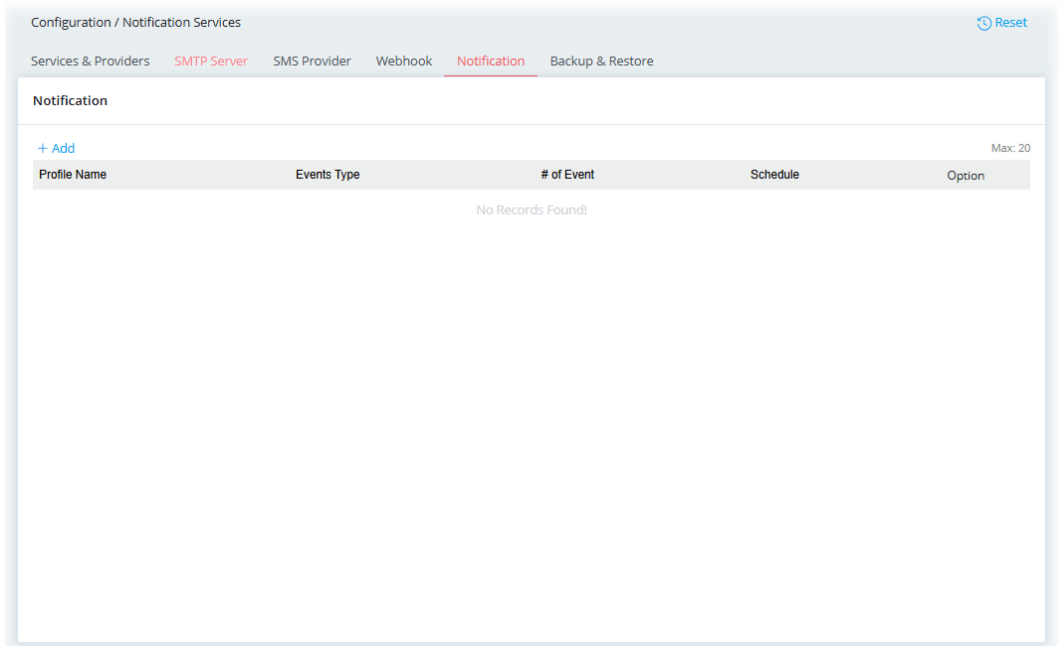 Configuration / Notification Services Reset
Services & Providers SMTP Server SMS Provider Webhook Notification Backup & Restore
Notification
+ Add Max: 20
Profile Name Events Type # of Event Schedule Option
No Records Found!